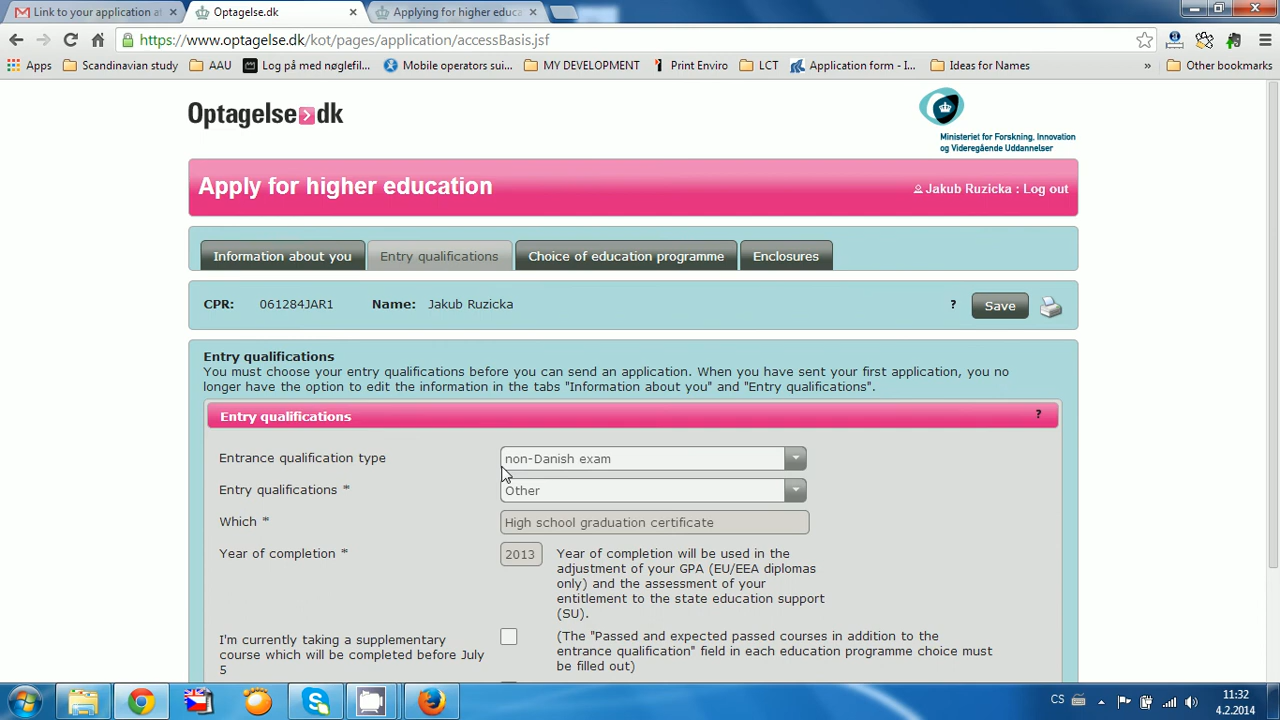 Link to your application at
Optagelse.dk
Applying for higher educa
https://www.optagelse.dk/kot/pages/application/accessBasis.jsf
Apps
Scandinavian study
AAU
Log på med nøglefil...
Mobile operators sui...
MY DEVELOPMENT
Print Enviro
LCT
Application form - I...
Ideas for Names
»
Other bookmarks
Optagelse dk
Ministeriet for Forskning, Innovation
og Videregående Uddannelser
Apply for higher education
Jakub Ruzicka : Log out
Information about you
Entry qualifications
Choice of education programme
Enclosures
CPR: 061284JAR1 Name: Jakub Ruzicka ? Save
Entry qualifications
You must choose your entry qualifications before you can send an application. When you have sent your first application, you no
longer have the option to edit the information in the tabs "Information about you" and "Entry qualifications".
Entry qualifications ?
Entrance qualification type non-Danish exam
Entry qualifications * Other
Which * High school graduation certificate
Year of completion * 2013 Year of completion will be used in the
adjustment of your GPA (EU/EEA diplomas
only) and the assessment of your
entitlement to the state education support
(SU).
I'm currently taking a supplementary
course which will be completed before July
5
(The "Passed and expected passed courses in addition to the
entrance qualification" field in each education programme choice must
be filled out)
CS
11:32
4.2.2014